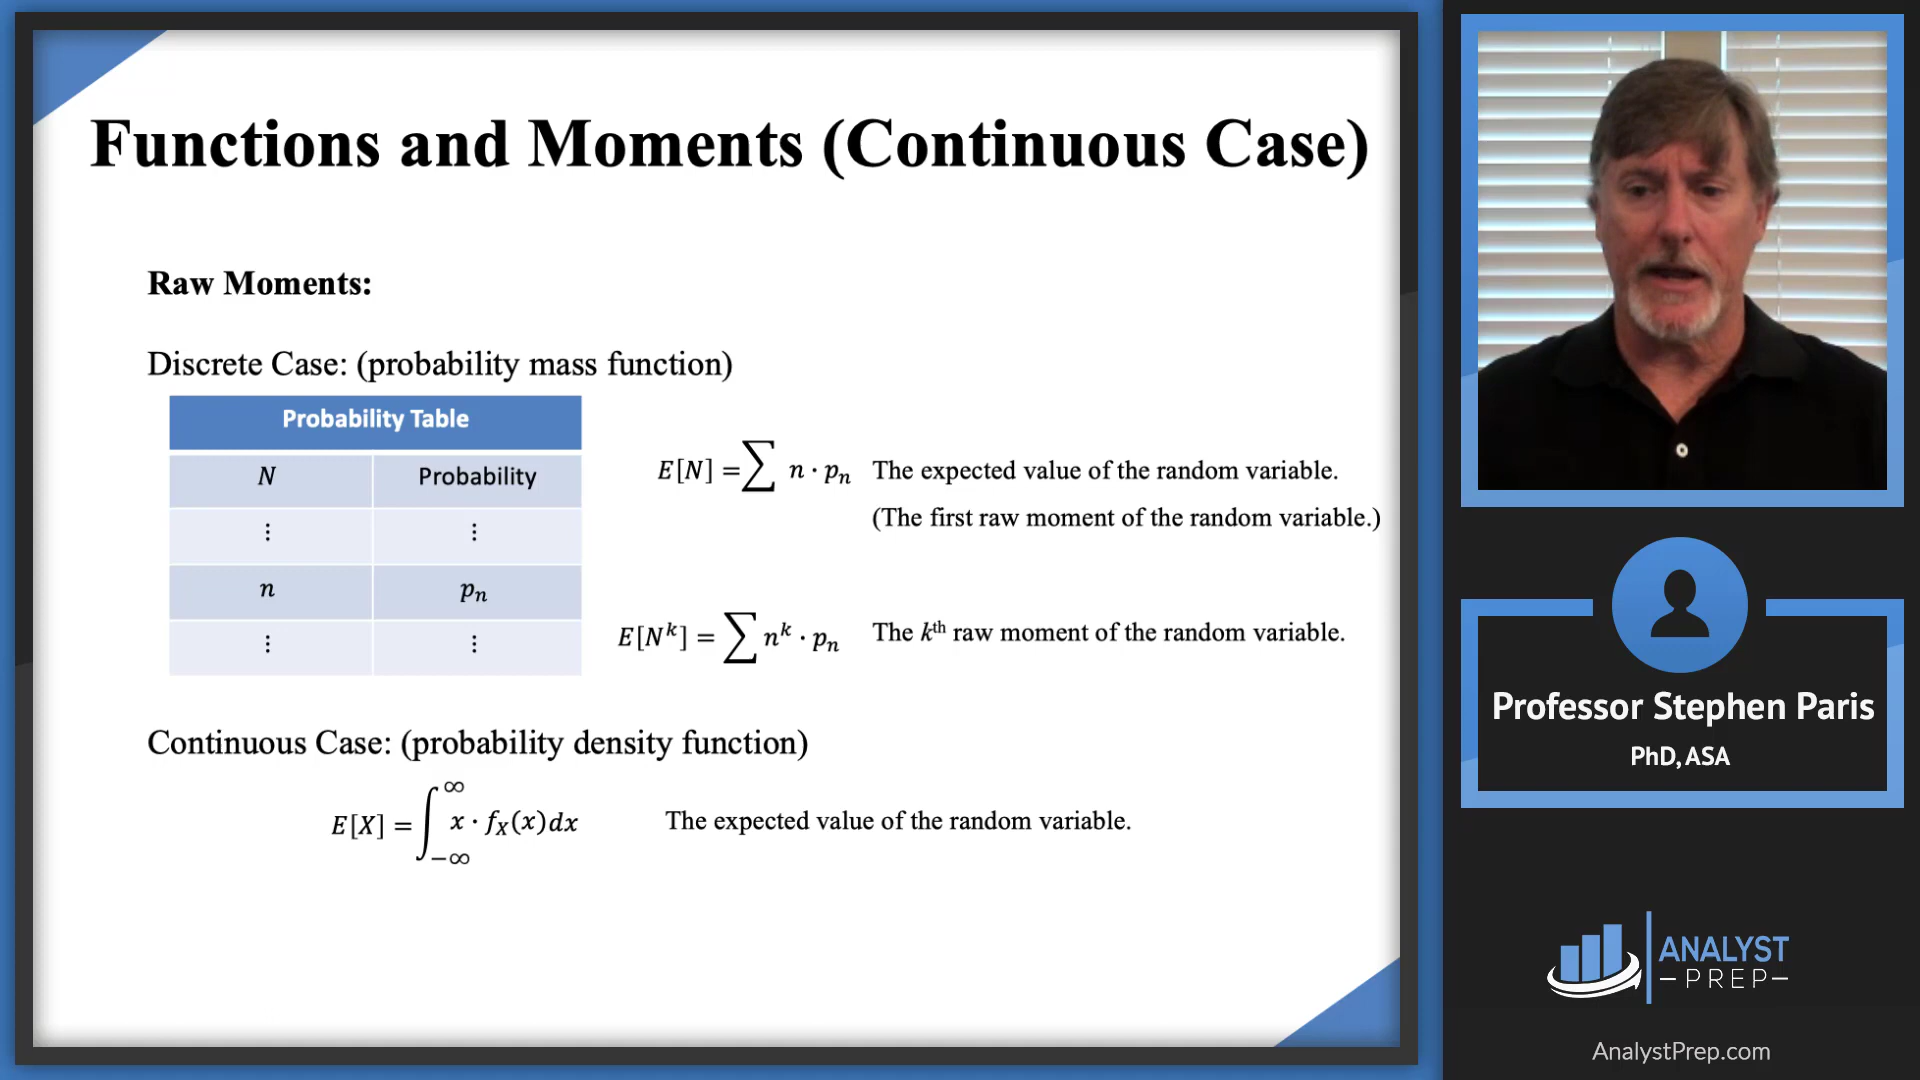 Functions and Moments (Continuous Case)
Raw Moments:
Discrete Case: (probability mass function)
Probability Table
N Probability
⋮ ⋮
n pₙ
⋮ ⋮
E[N] = ∑ n · pₙ The expected value of the random variable.
(The first raw moment of the random variable.)
E[Nᵏ] = ∑ nᵏ · pₙ The kᵗʰ raw moment of the random variable.
Continuous Case: (probability density function)
E[X] = ∫_{-∞}^{∞} x · f_X(x)dx The expected value of the random variable.
Professor Stephen Paris
PhD, ASA
ANALYST
PREP
AnalystPrep.com